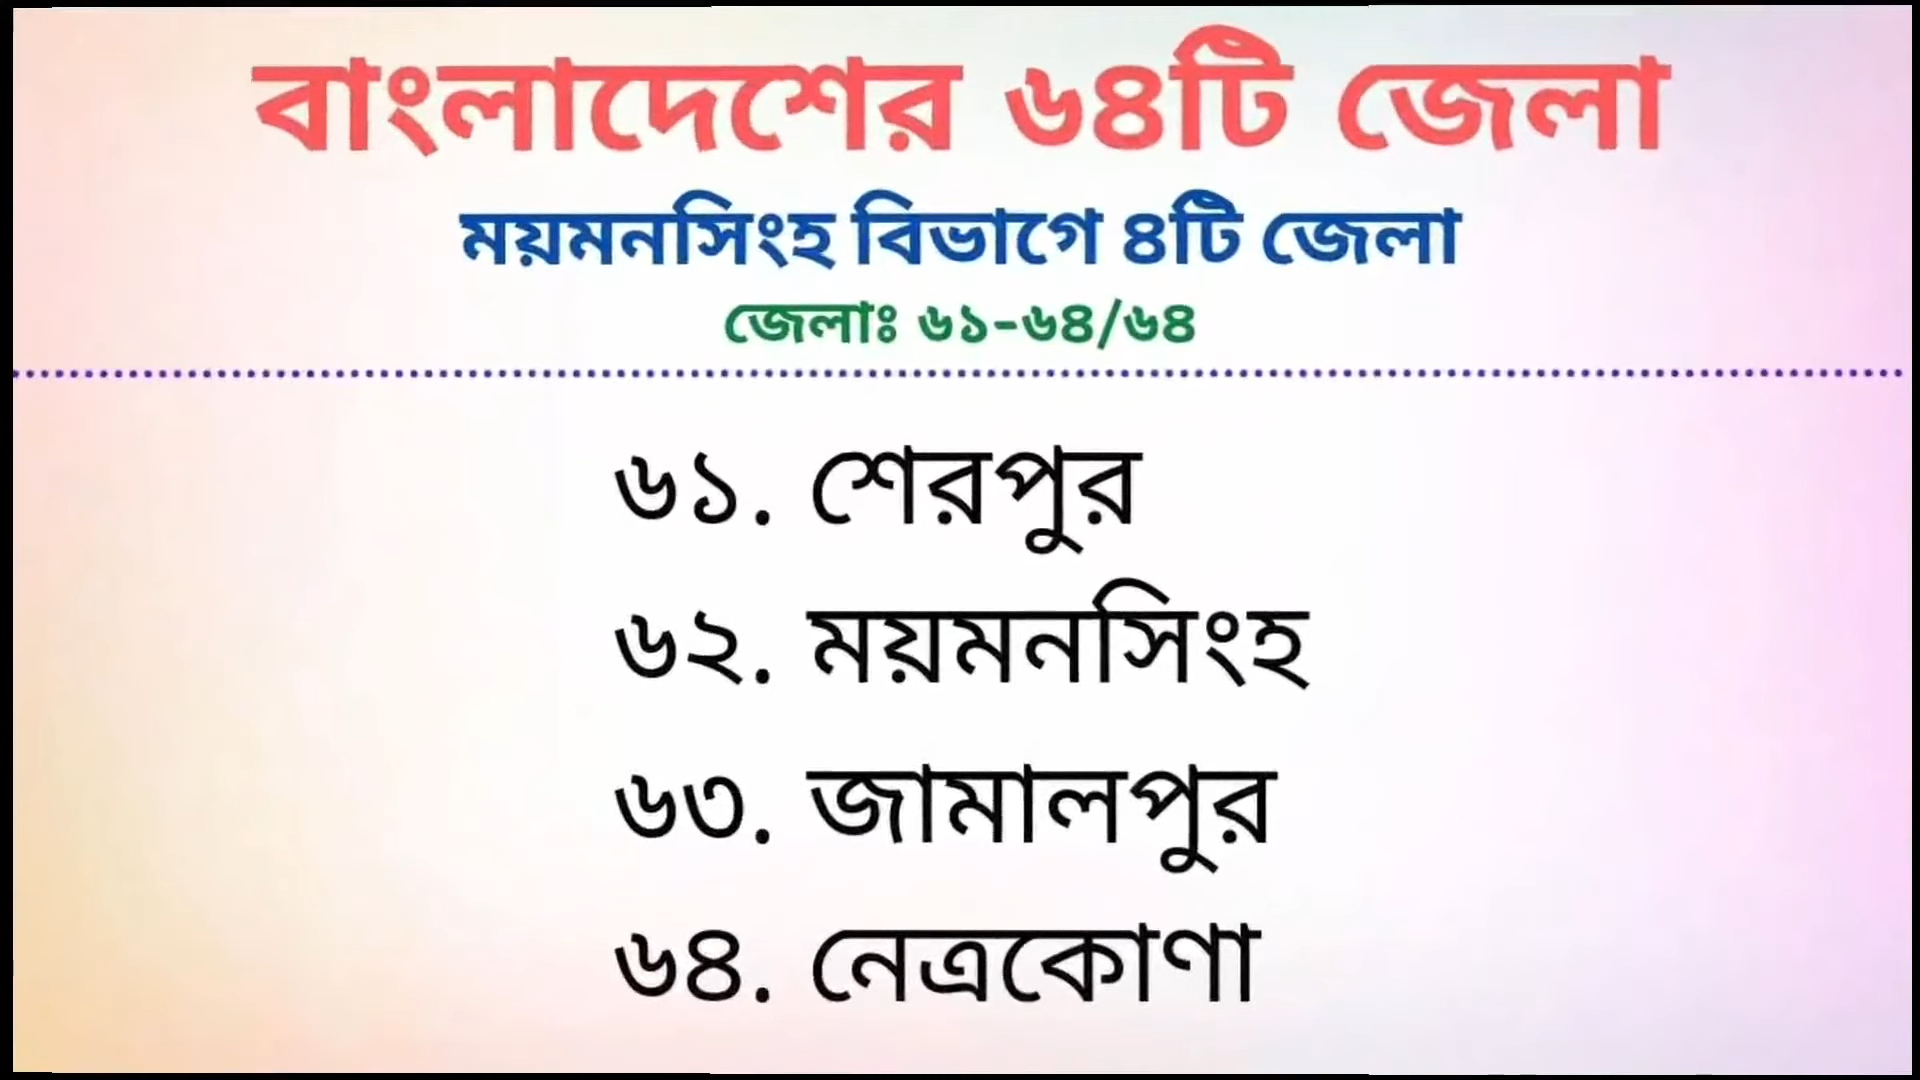 বাংলাদেশের ৬৪টি জেলা
ময়মনসিংহ বিভাগে ৪টি জেলা
জেলাঃ ৬১-৬৪/৬৪
৬১. শেরপুর
৬২. ময়মনসিংহ
৬৩. জামালপুর
৬৪. নেত্রকোণা